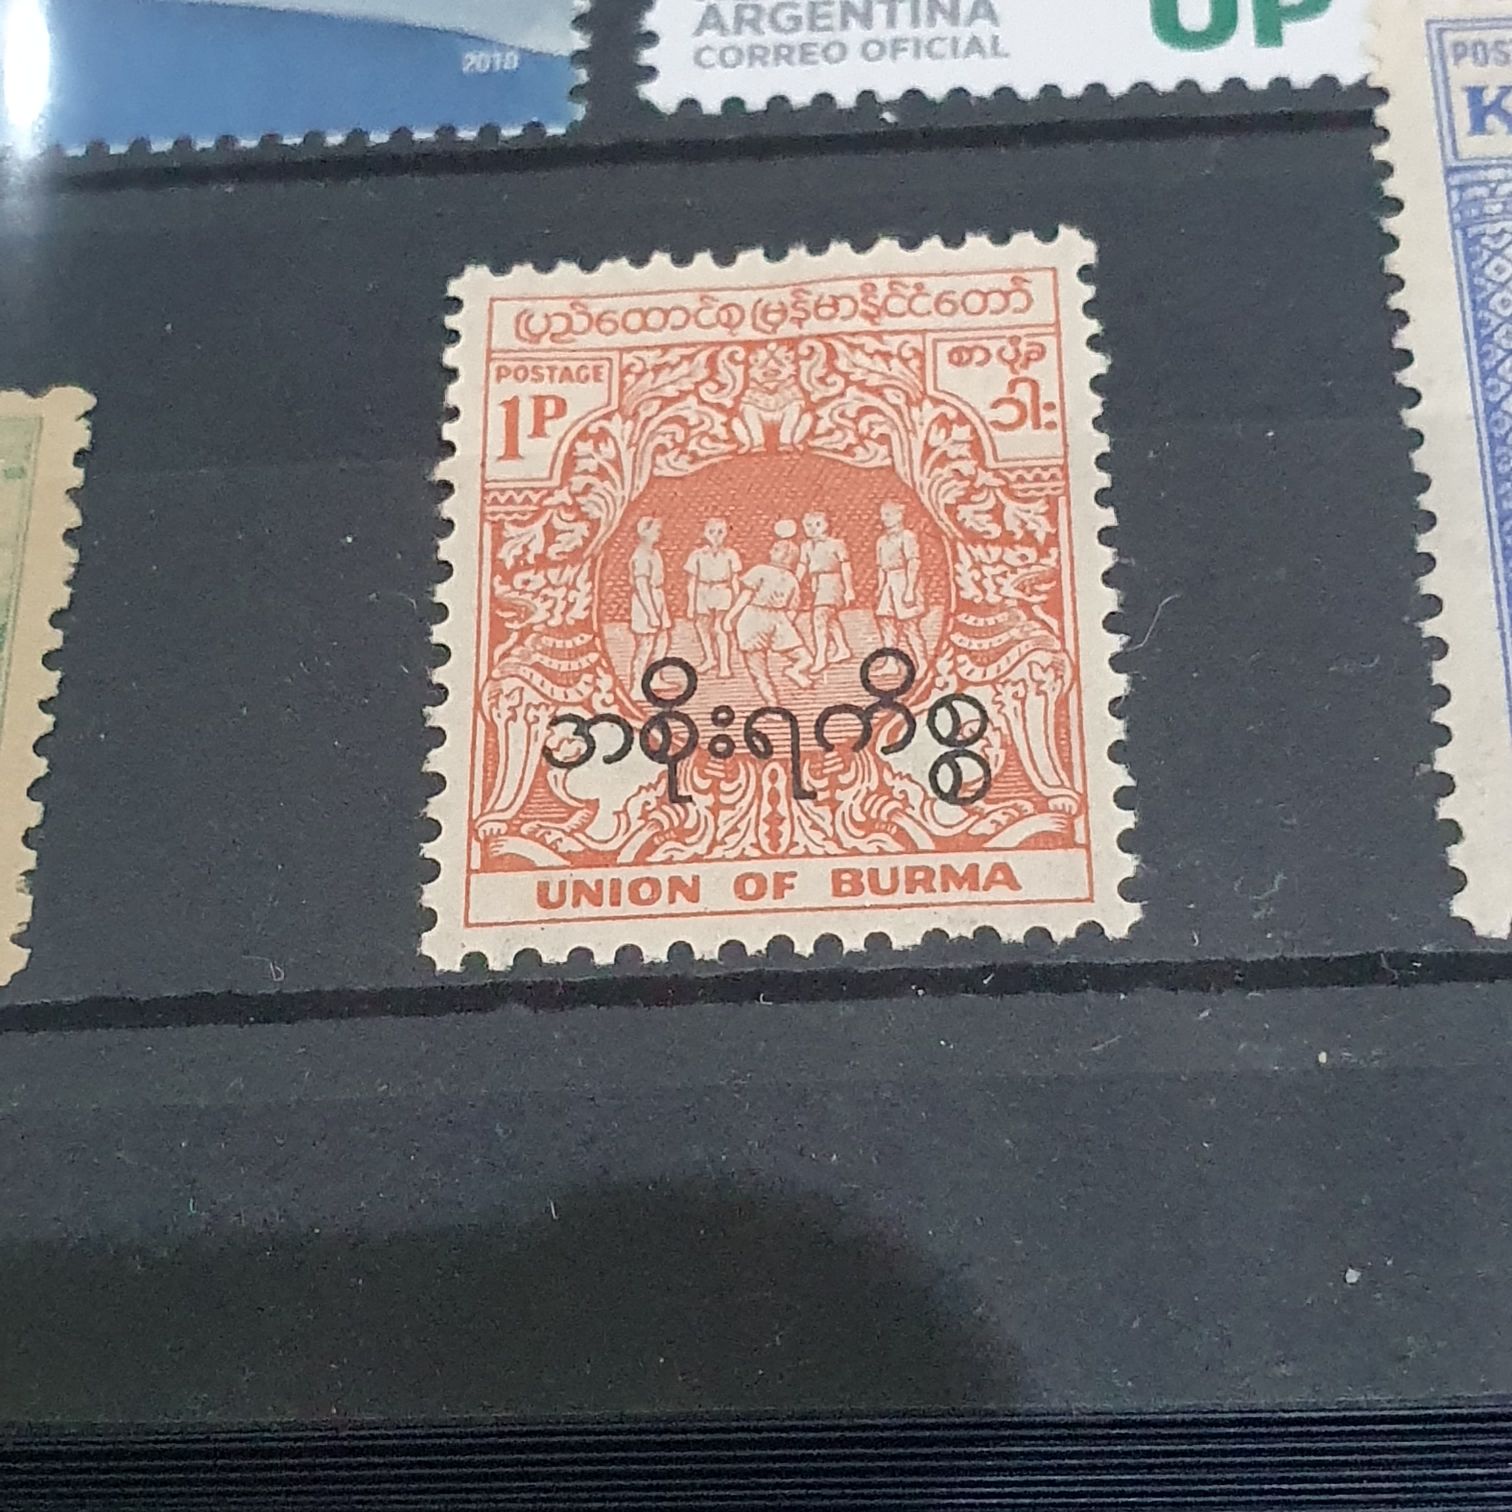 2010
ARGENTINA
CORREO OFICIAL
UP
POS
K
ပြည်ထောင်စုမြန်မာနိုင်ငံတော်
POSTAGE
1P
စာပို့ခ
၁ါး
အစိုးရကိစ္စ
UNION OF BURMA